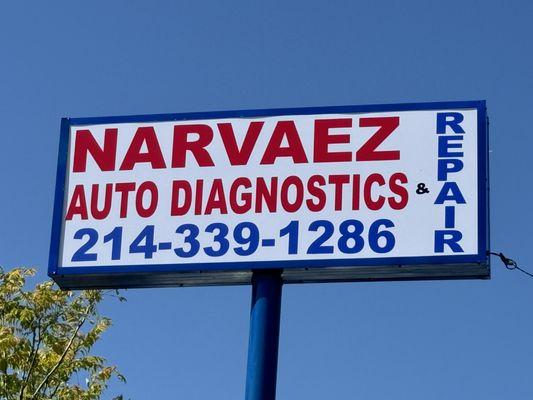 NARVAEZ
AUTO DIAGNOSTICS & REPAIR
214-339-1286